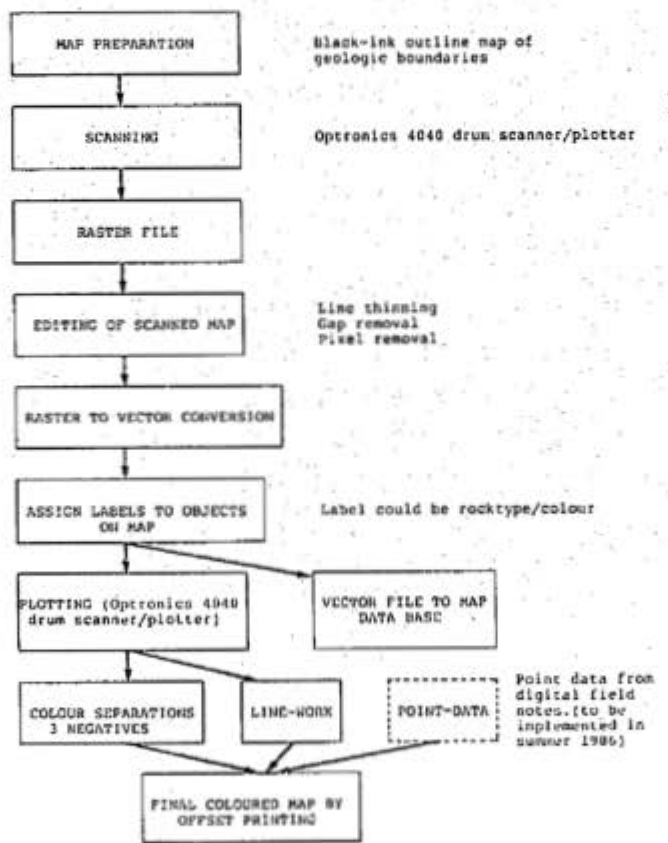 MAP PREPARATION
Black-ink outline map of
geologic boundaries
SCANNING
Optronics 4040 drum scanner/plotter
RASTER FILE
EDITING OF SCANNED MAP
Line thinning
Gap removal
Pixel removal
RASTER TO VECTOR CONVERSION
ASSIGN LABELS TO OBJECTS
ON MAP
Label could be rocktype/colour
PLOTTING (Optronics 4040
drum scanner/plotter)
VECTOR FILE TO MAP
DATA BASE
COLOUR SEPARATIONS
3 NEGATIVES
LINE-WORK
POINT-DATA
Point data from
digital field
notes.(to be
implemented in
summer 1986)
FINAL COLOURED MAP BY
OFFSET PRINTING